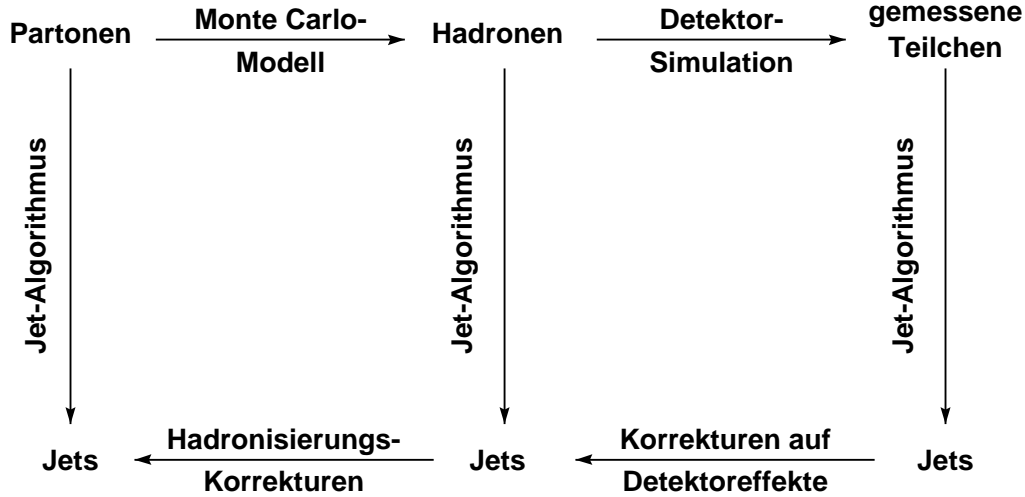 Partonen
Monte Carlo-
Modell
Hadronen
Detektor-
Simulation
gemessene
Teilchen
Jet-Algorithmus
Jet-Algorithmus
Jet-Algorithmus
Jets
Hadronisierungs-
Korrekturen
Jets
Korrekturen auf
Detektoreffekte
Jets